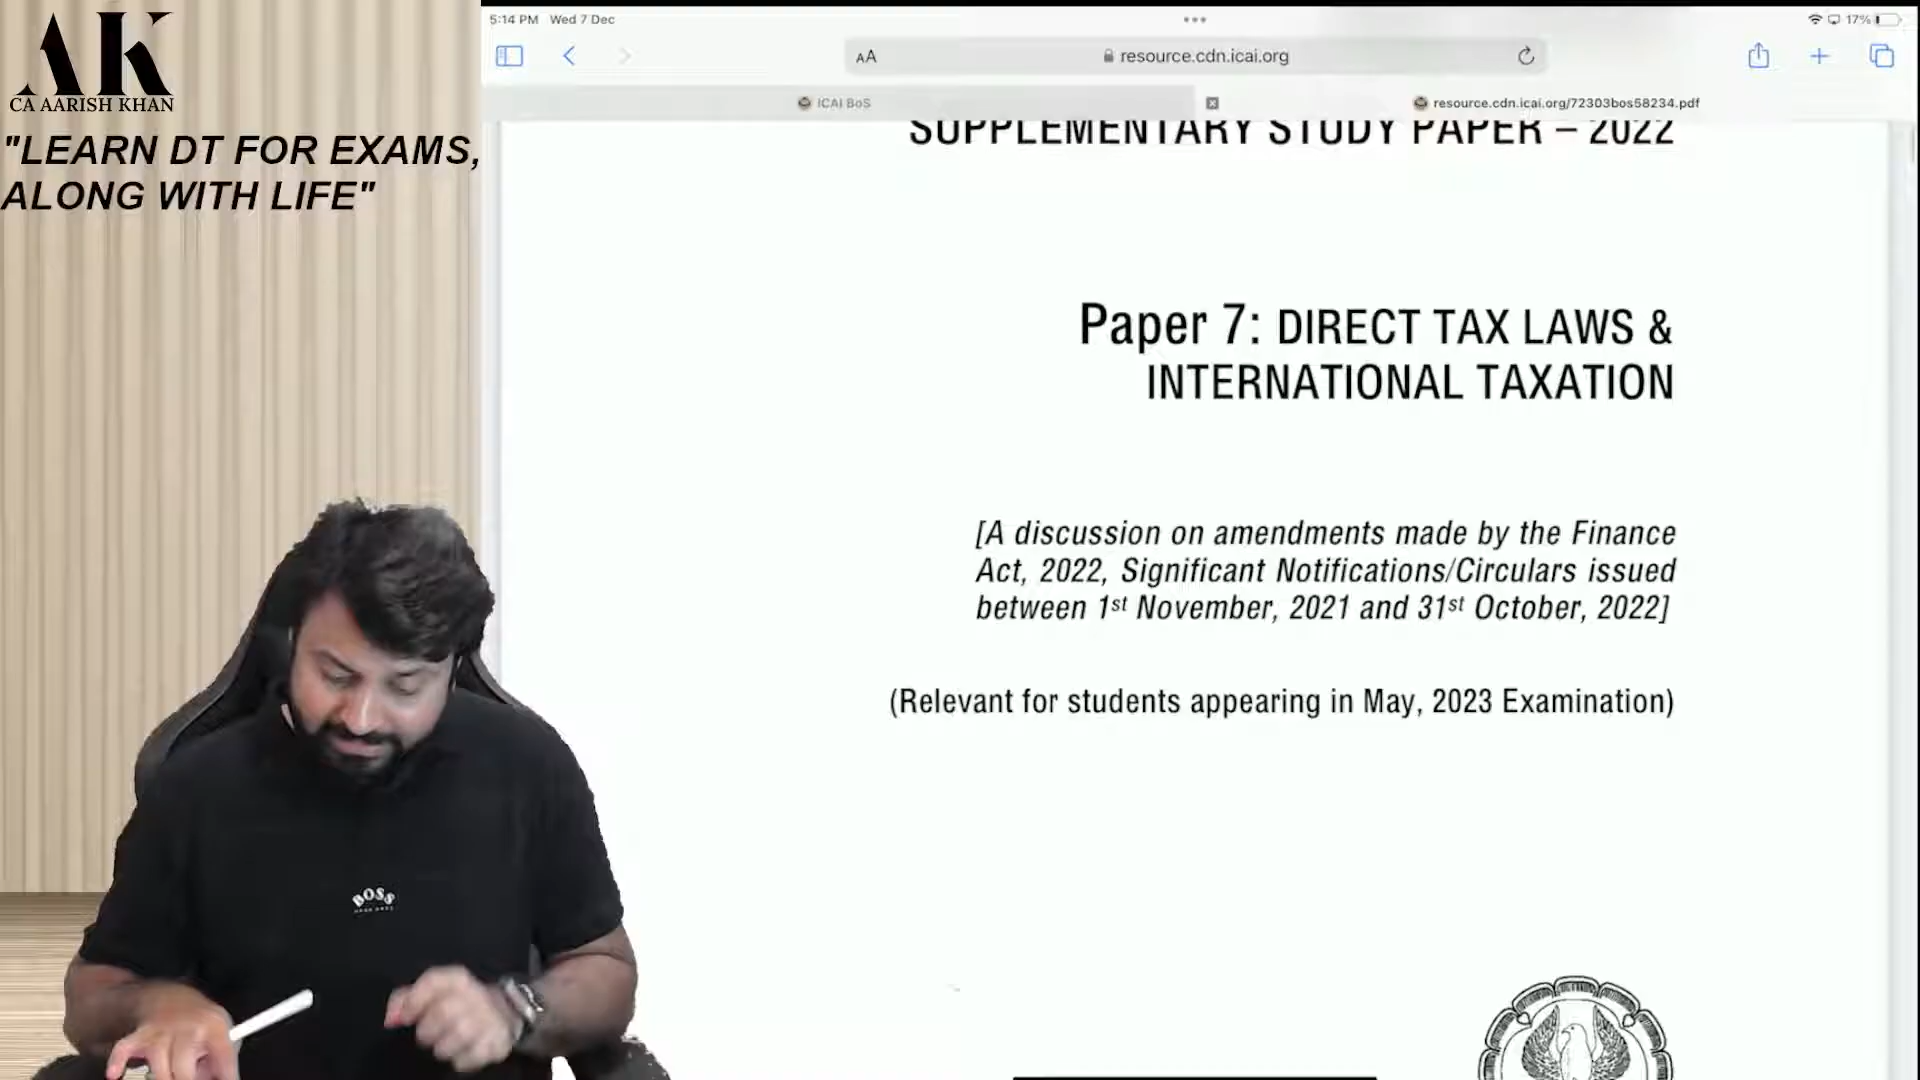 AK
CA AARISH KHAN
"LEARN DT FOR EXAMS,
ALONG WITH LIFE"
5:14 PM Wed 7 Dec
17%
AA
resource.cdn.icai.org
ICAI BoS
resource.cdn.icai.org/72303bos58234.pdf
SUPPLEMENTARY STUDY PAPER – 2022
Paper 7: DIRECT TAX LAWS &
INTERNATIONAL TAXATION
[A discussion on amendments made by the Finance
Act, 2022, Significant Notifications/Circulars issued
between 1st November, 2021 and 31st October, 2022]
(Relevant for students appearing in May, 2023 Examination)
BOSS